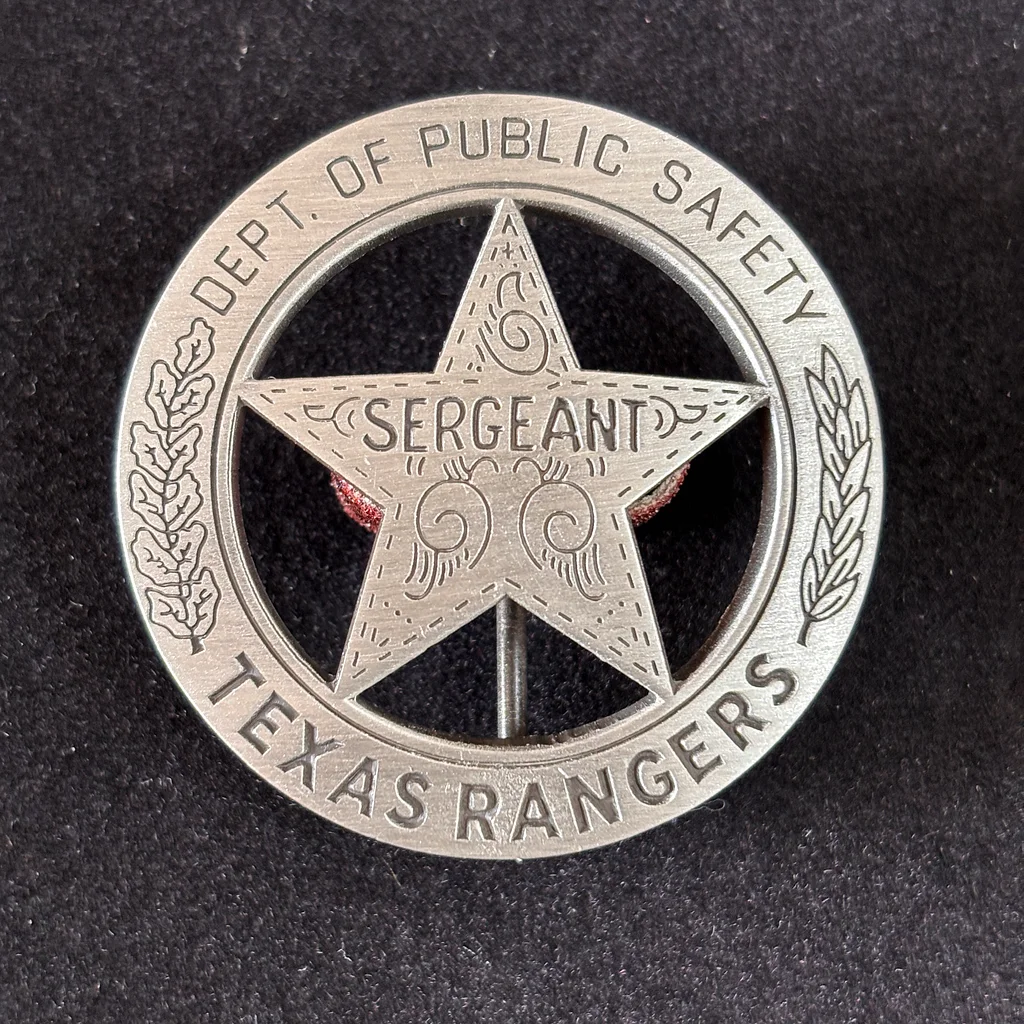 DEPT. OF PUBLIC SAFETY
SERGEANT
TEXAS RANGERS